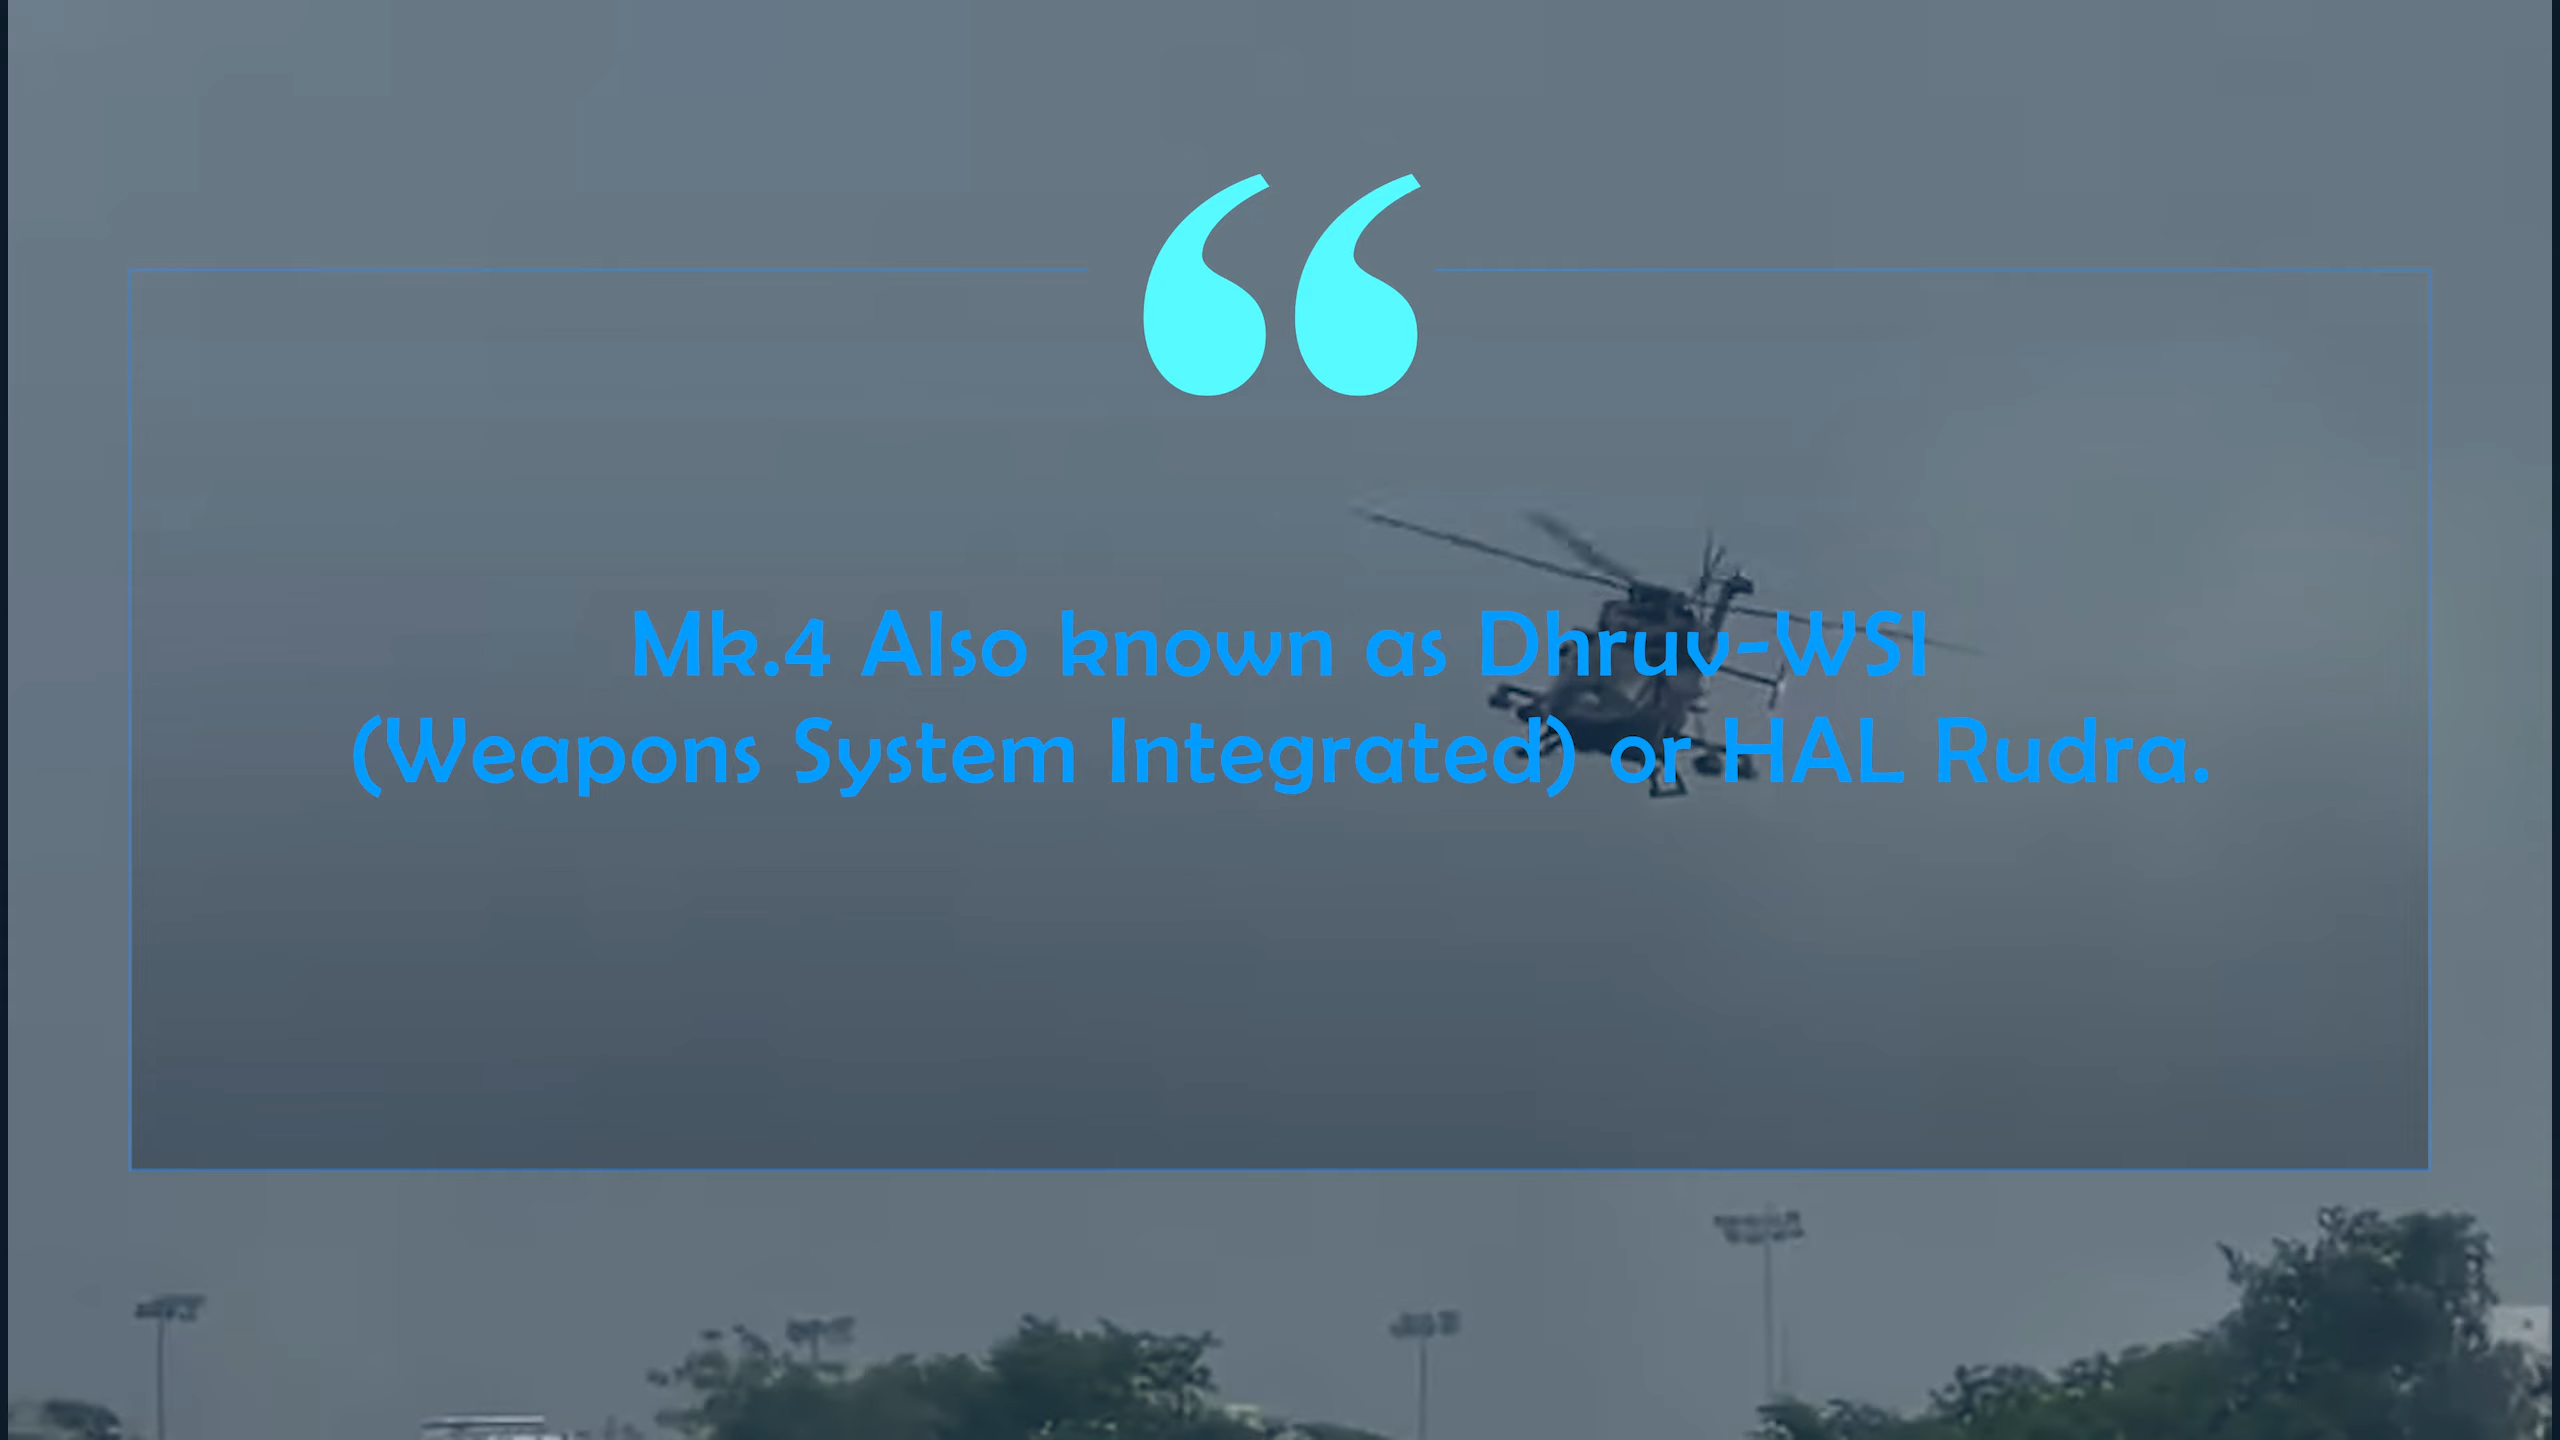 “
Mk.4 Also known as Dhruv-WSI
(Weapons System Integrated) or HAL Rudra.